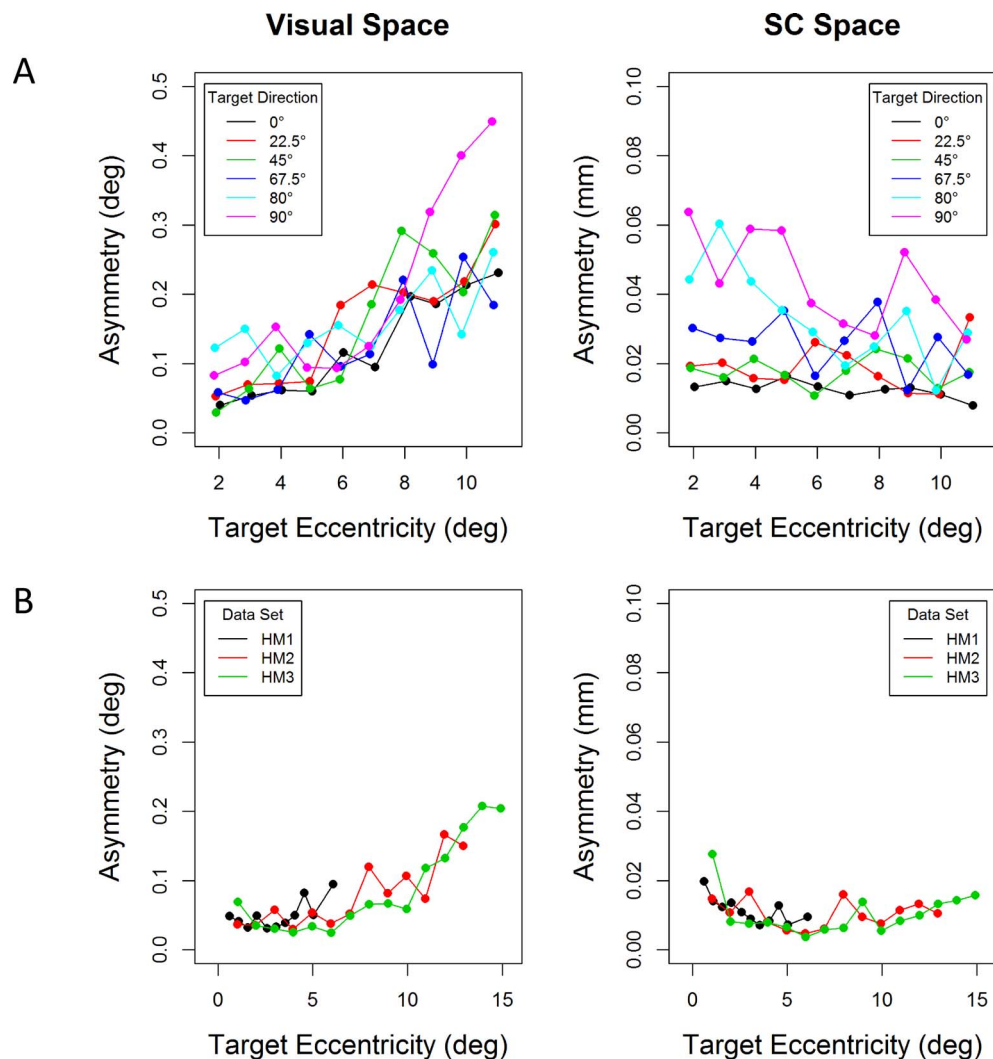 Visual Space
SC Space
A
Asymmetry (deg)
0.0 0.1 0.2 0.3 0.4 0.5
Target Direction
0°
22.5°
45°
67.5°
80°
90°
2 4 6 8 10
Target Eccentricity (deg)
Asymmetry (mm)
0.00 0.02 0.04 0.06 0.08 0.10
Target Direction
0°
22.5°
45°
67.5°
80°
90°
2 4 6 8 10
Target Eccentricity (deg)
B
Asymmetry (deg)
0.0 0.1 0.2 0.3 0.4 0.5
Data Set
HM1
HM2
HM3
0 5 10 15
Target Eccentricity (deg)
Asymmetry (mm)
0.00 0.02 0.04 0.06 0.08 0.10
Data Set
HM1
HM2
HM3
0 5 10 15
Target Eccentricity (deg)